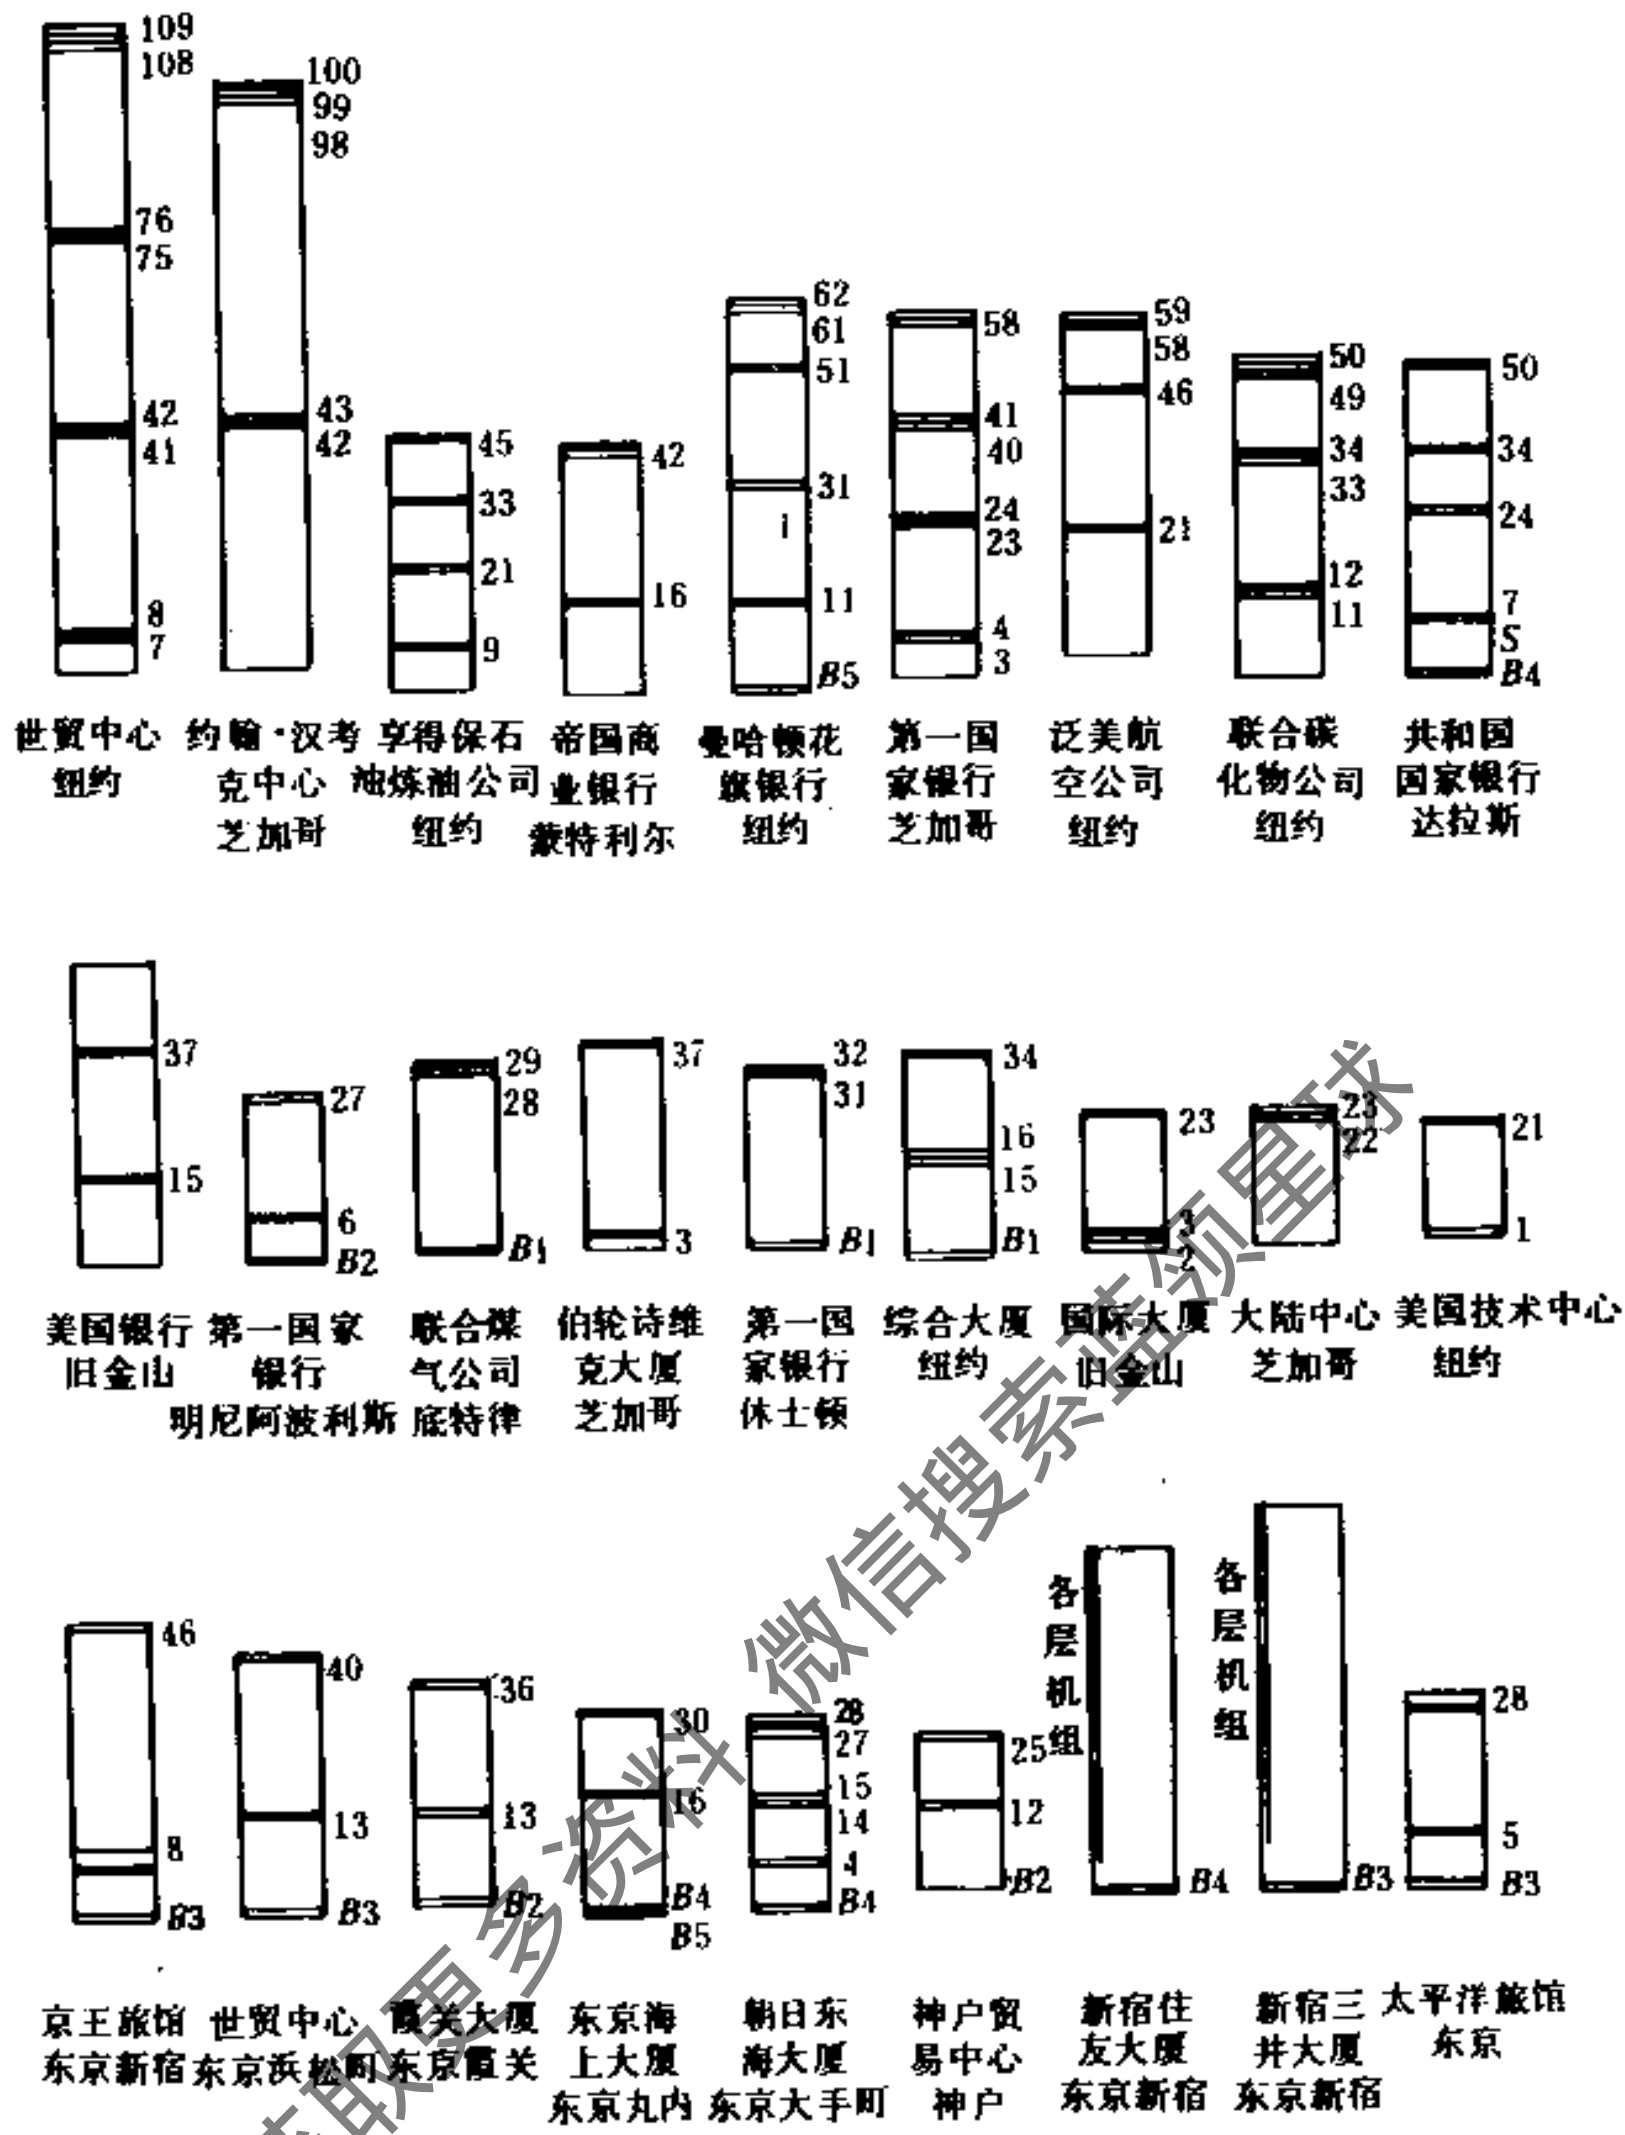 109
108
76
75
42
41
8
7
世贸中心
纽约
100
99
98
43
42
约翰·汉考
克中心
芝加哥
45
33
21
9
享得保石
油炼油公司
纽约
42
16
帝国商
业银行
蒙特利尔
62
61
51
31
11
B5
曼哈顿花
旗银行
纽约
58
41
40
24
23
4
3
第一国
家银行
芝加哥
59
58
46
21
泛美航
空公司
纽约
50
49
34
33
12
11
联合碳
化物公司
纽约
50
34
24
7
S
B4
共和国
国家银行
达拉斯
37
15
美国银行
旧金山
27
6
B2
第一国家
银行
明尼阿波利斯
29
28
B1
联合煤
气公司
底特律
37
3
伯轮诗维
克大厦
芝加哥
32
31
B1
第一国
家银行
休士顿
34
16
15
B1
综合大厦
纽约
23
3
2
国际大厦
旧金山
23
22
大陆中心
芝加哥
21
1
美国技术中心
纽约
46
8
B3
京王旅馆
东京新宿
40
13
B3
世贸中心
东京浜松町
36
13
B2
霞关大厦
东京霞关
30
16
B4
B5
东京海
上大厦
东京丸内
28
27
15
14
4
B4
朝日东
海大厦
东京大手町
25
12
B2
神户贸
易中心
神户
各层机组
B4
新宿住
友大厦
东京新宿
各层机组
B3
新宿三
井大厦
东京新宿
28
5
B3
太平洋旅馆
东京
获取更多资料 微信搜索蓝领星球